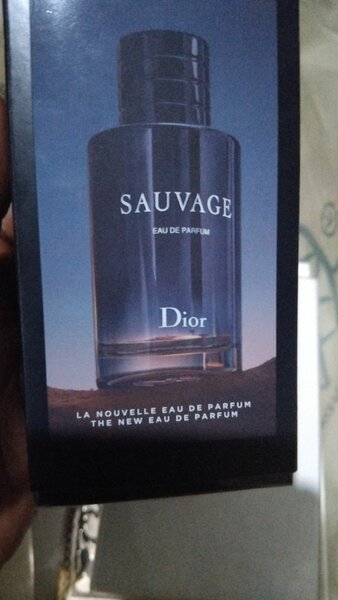 SAUVAGE
EAU DE PARFUM
Dior
LA NOUVELLE EAU DE PARFUM
THE NEW EAU DE PARFUM